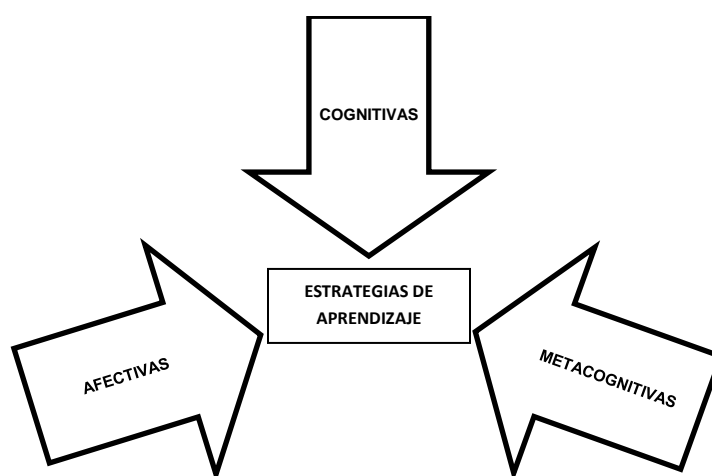 COGNITIVAS
ESTRATEGIAS DE
APRENDIZAJE
AFECTIVAS
METACOGNITIVAS